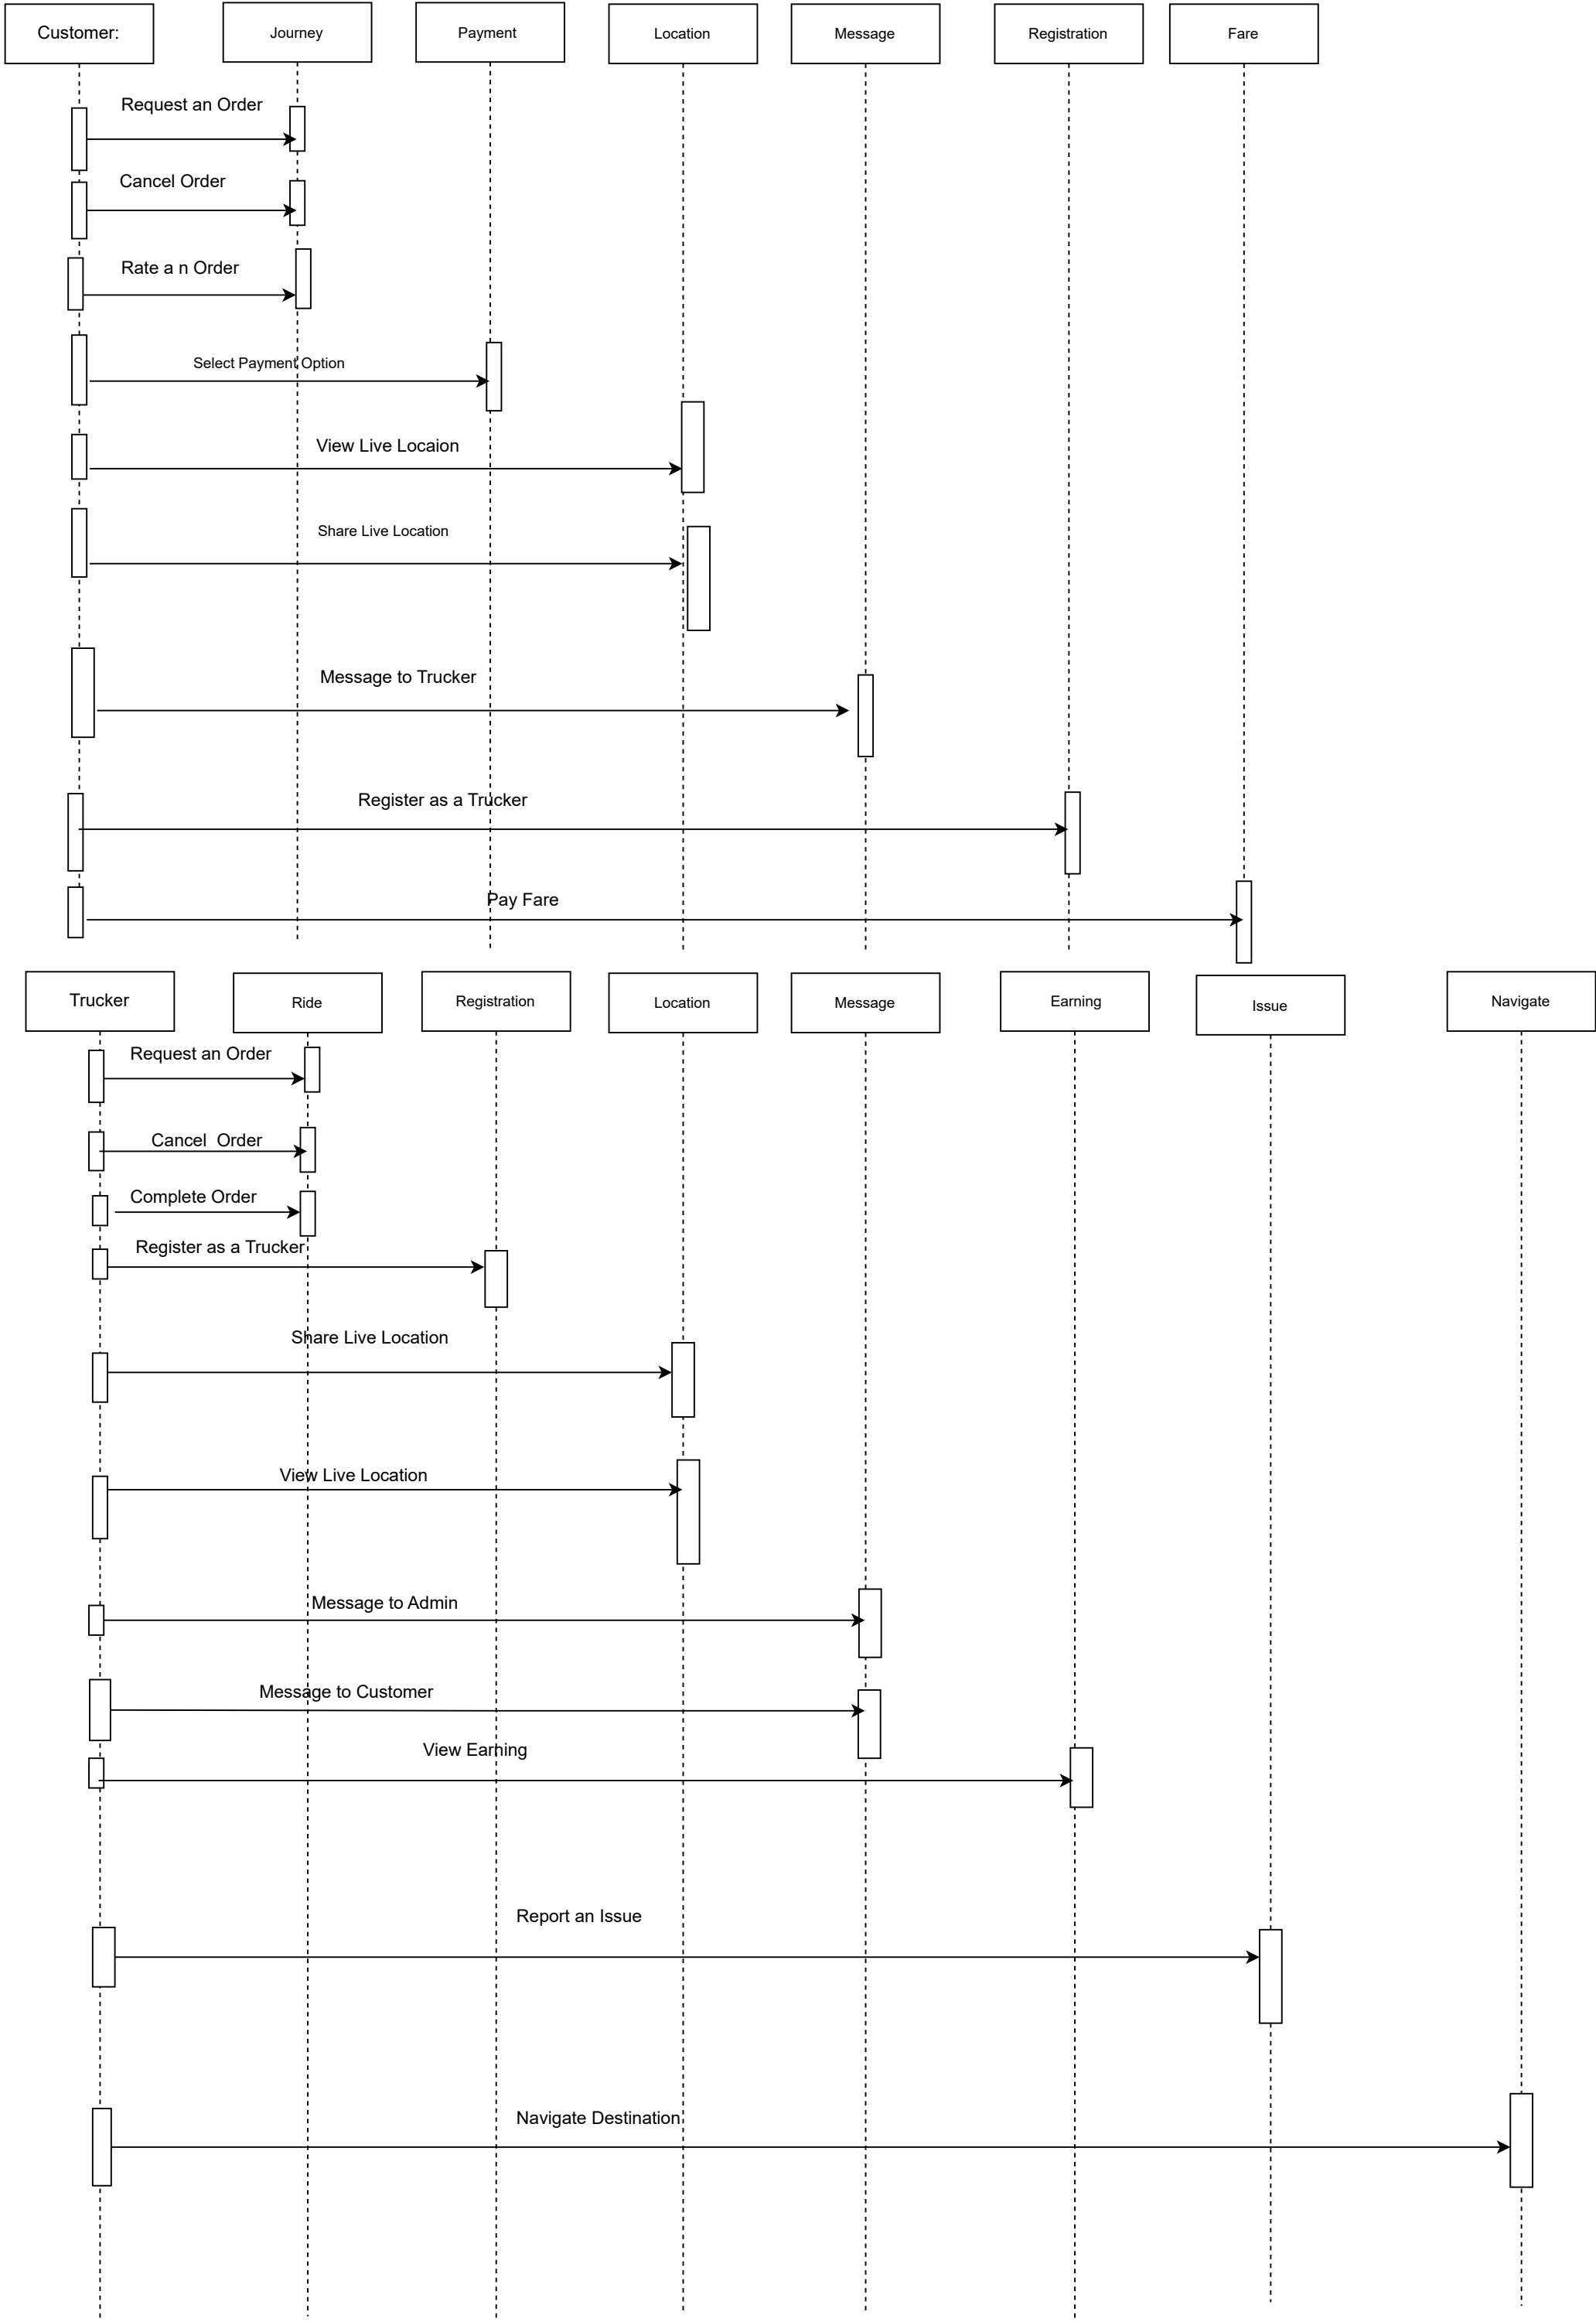 Customer:
Journey
Payment
Location
Message
Registration
Fare
Request an Order
Cancel Order
Rate a n Order
Select Payment Option
View Live Locaion
Share Live Location
Message to Trucker
Register as a Trucker
Pay Fare
Trucker
Ride
Registration
Location
Message
Earning
Issue
Navigate
Request an Order
Cancel  Order
Complete Order
Register as a Trucker
Share Live Location
View Live Location
Message to Admin
Message to Customer
View Earning
Report an Issue
Navigate Destination